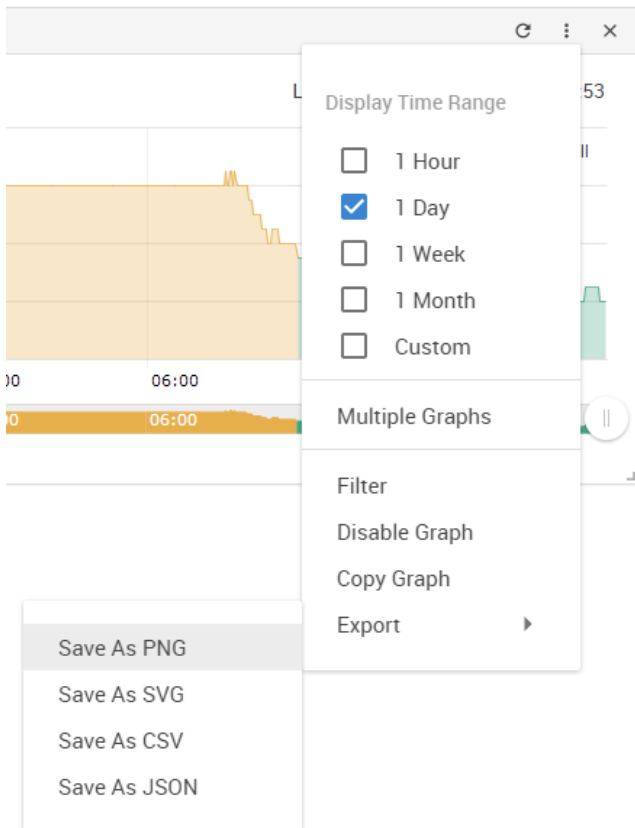 53
Display Time Range
1 Hour
1 Day
1 Week
1 Month
Custom
06:00
06:00
Multiple Graphs
Filter
Disable Graph
Copy Graph
Export
Save As PNG
Save As SVG
Save As CSV
Save As JSON